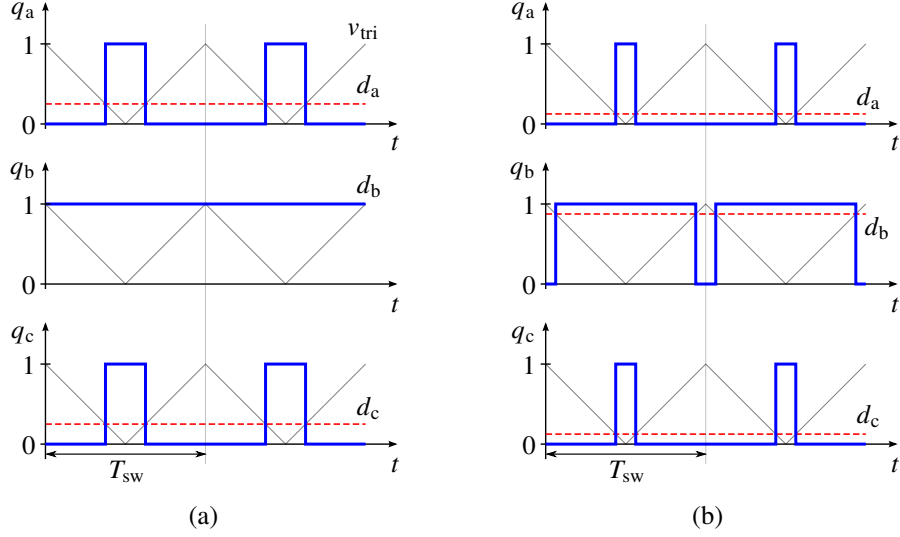 q_a q_a
1 v_tri 1
d_a d_a
0 t 0 t
q_b q_b
1 d_b 1
d_b
0 t 0 t
q_c q_c
1 1
d_c d_c
0 t 0 t
T_sw T_sw
(a) (b)